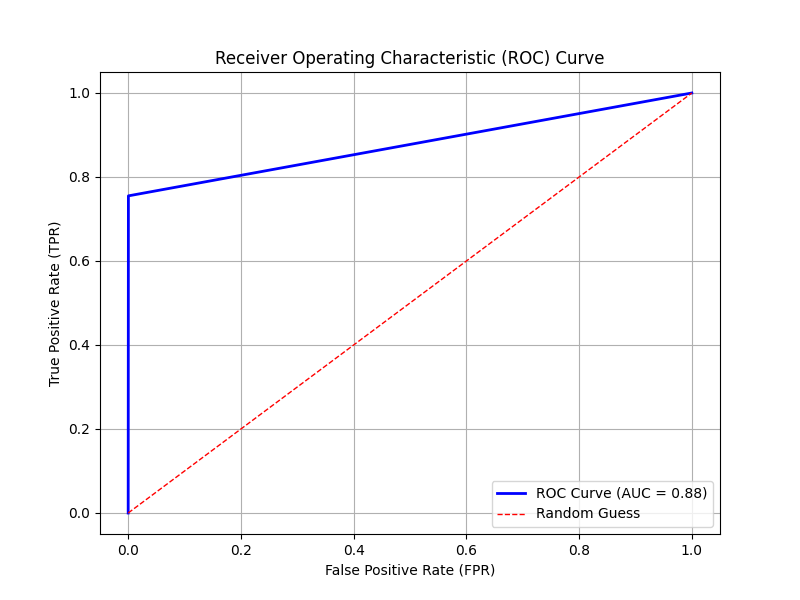 Receiver Operating Characteristic (ROC) Curve
True Positive Rate (TPR)
1.0
0.8
0.6
0.4
0.2
0.0
ROC Curve (AUC = 0.88)
Random Guess
0.0 0.2 0.4 0.6 0.8 1.0
False Positive Rate (FPR)